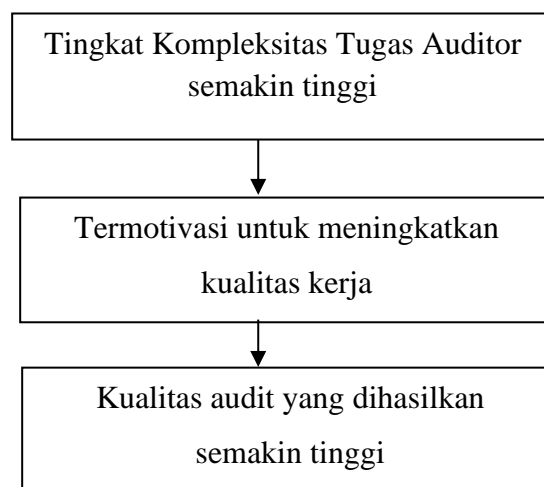 Tingkat Kompleksitas Tugas Auditor
semakin tinggi
Termotivasi untuk meningkatkan
kualitas kerja
Kualitas audit yang dihasilkan
semakin tinggi